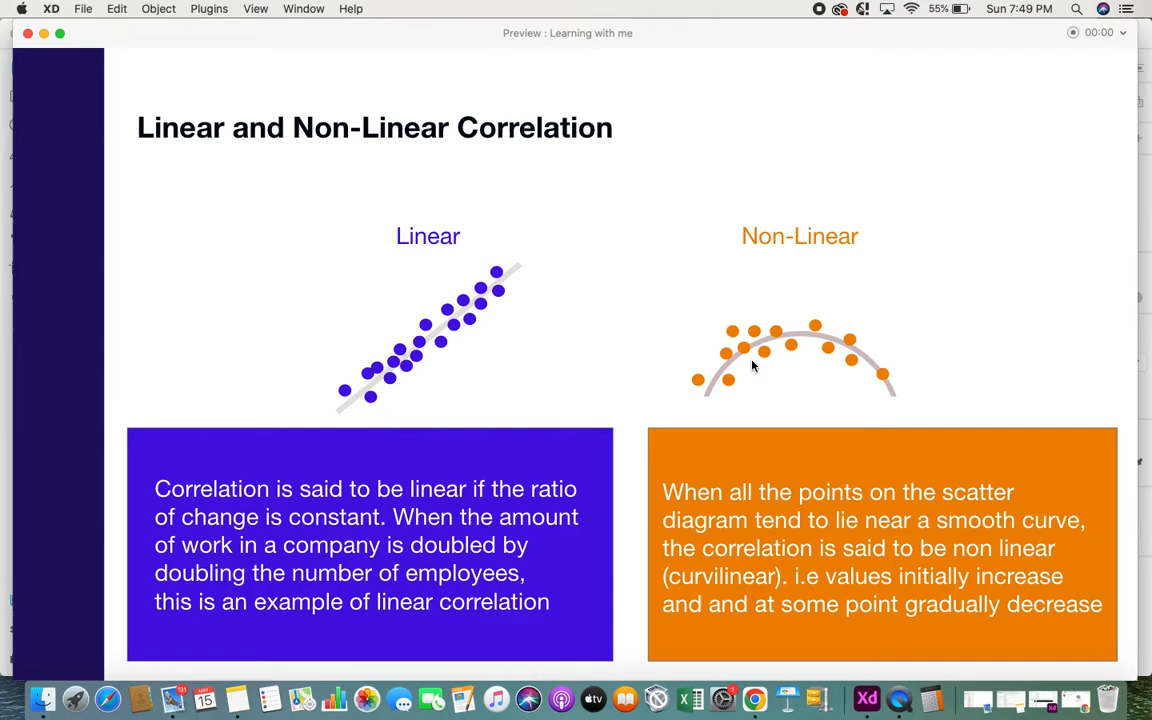 XD File Edit Object Plugins View Window Help 55% Sun 7:49 PM
Preview : Learning with me 00:00
Linear and Non-Linear Correlation
Linear
Non-Linear
Correlation is said to be linear if the ratio
of change is constant. When the amount
of work in a company is doubled by
doubling the number of employees,
this is an example of linear correlation
When all the points on the scatter
diagram tend to lie near a smooth curve,
the correlation is said to be non linear
(curvilinear). i.e values initially increase
and and at some point gradually decrease
15
Xd